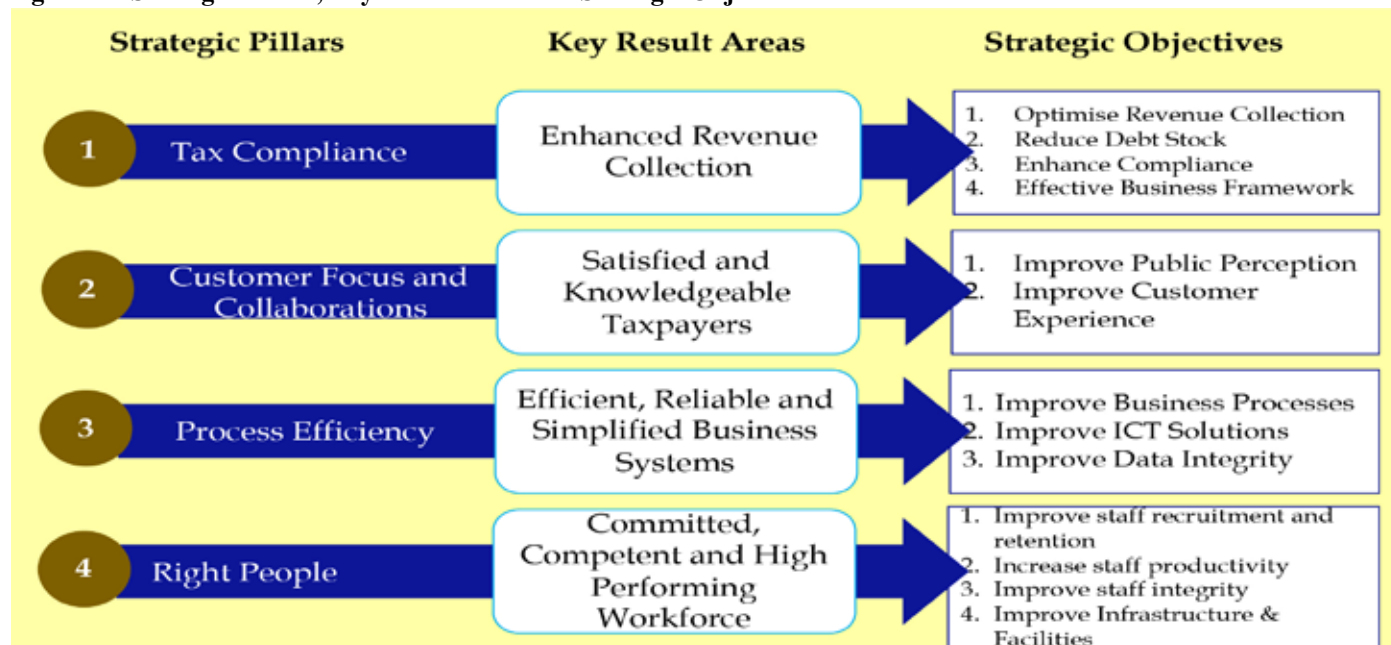 Strategic Pillars
Key Result Areas
Strategic Objectives
1
Tax Compliance
Enhanced Revenue
Collection
1. Optimise Revenue Collection
2. Reduce Debt Stock
3. Enhance Compliance
4. Effective Business Framework
2
Customer Focus and
Collaborations
Satisfied and
Knowledgeable
Taxpayers
1. Improve Public Perception
2. Improve Customer
Experience
3
Process Efficiency
Efficient, Reliable and
Simplified Business
Systems
1. Improve Business Processes
2. Improve ICT Solutions
3. Improve Data Integrity
4
Right People
Committed,
Competent and High
Performing
Workforce
1. Improve staff recruitment and
retention
2. Increase staff productivity
3. Improve staff integrity
4. Improve Infrastructure &
Facilities